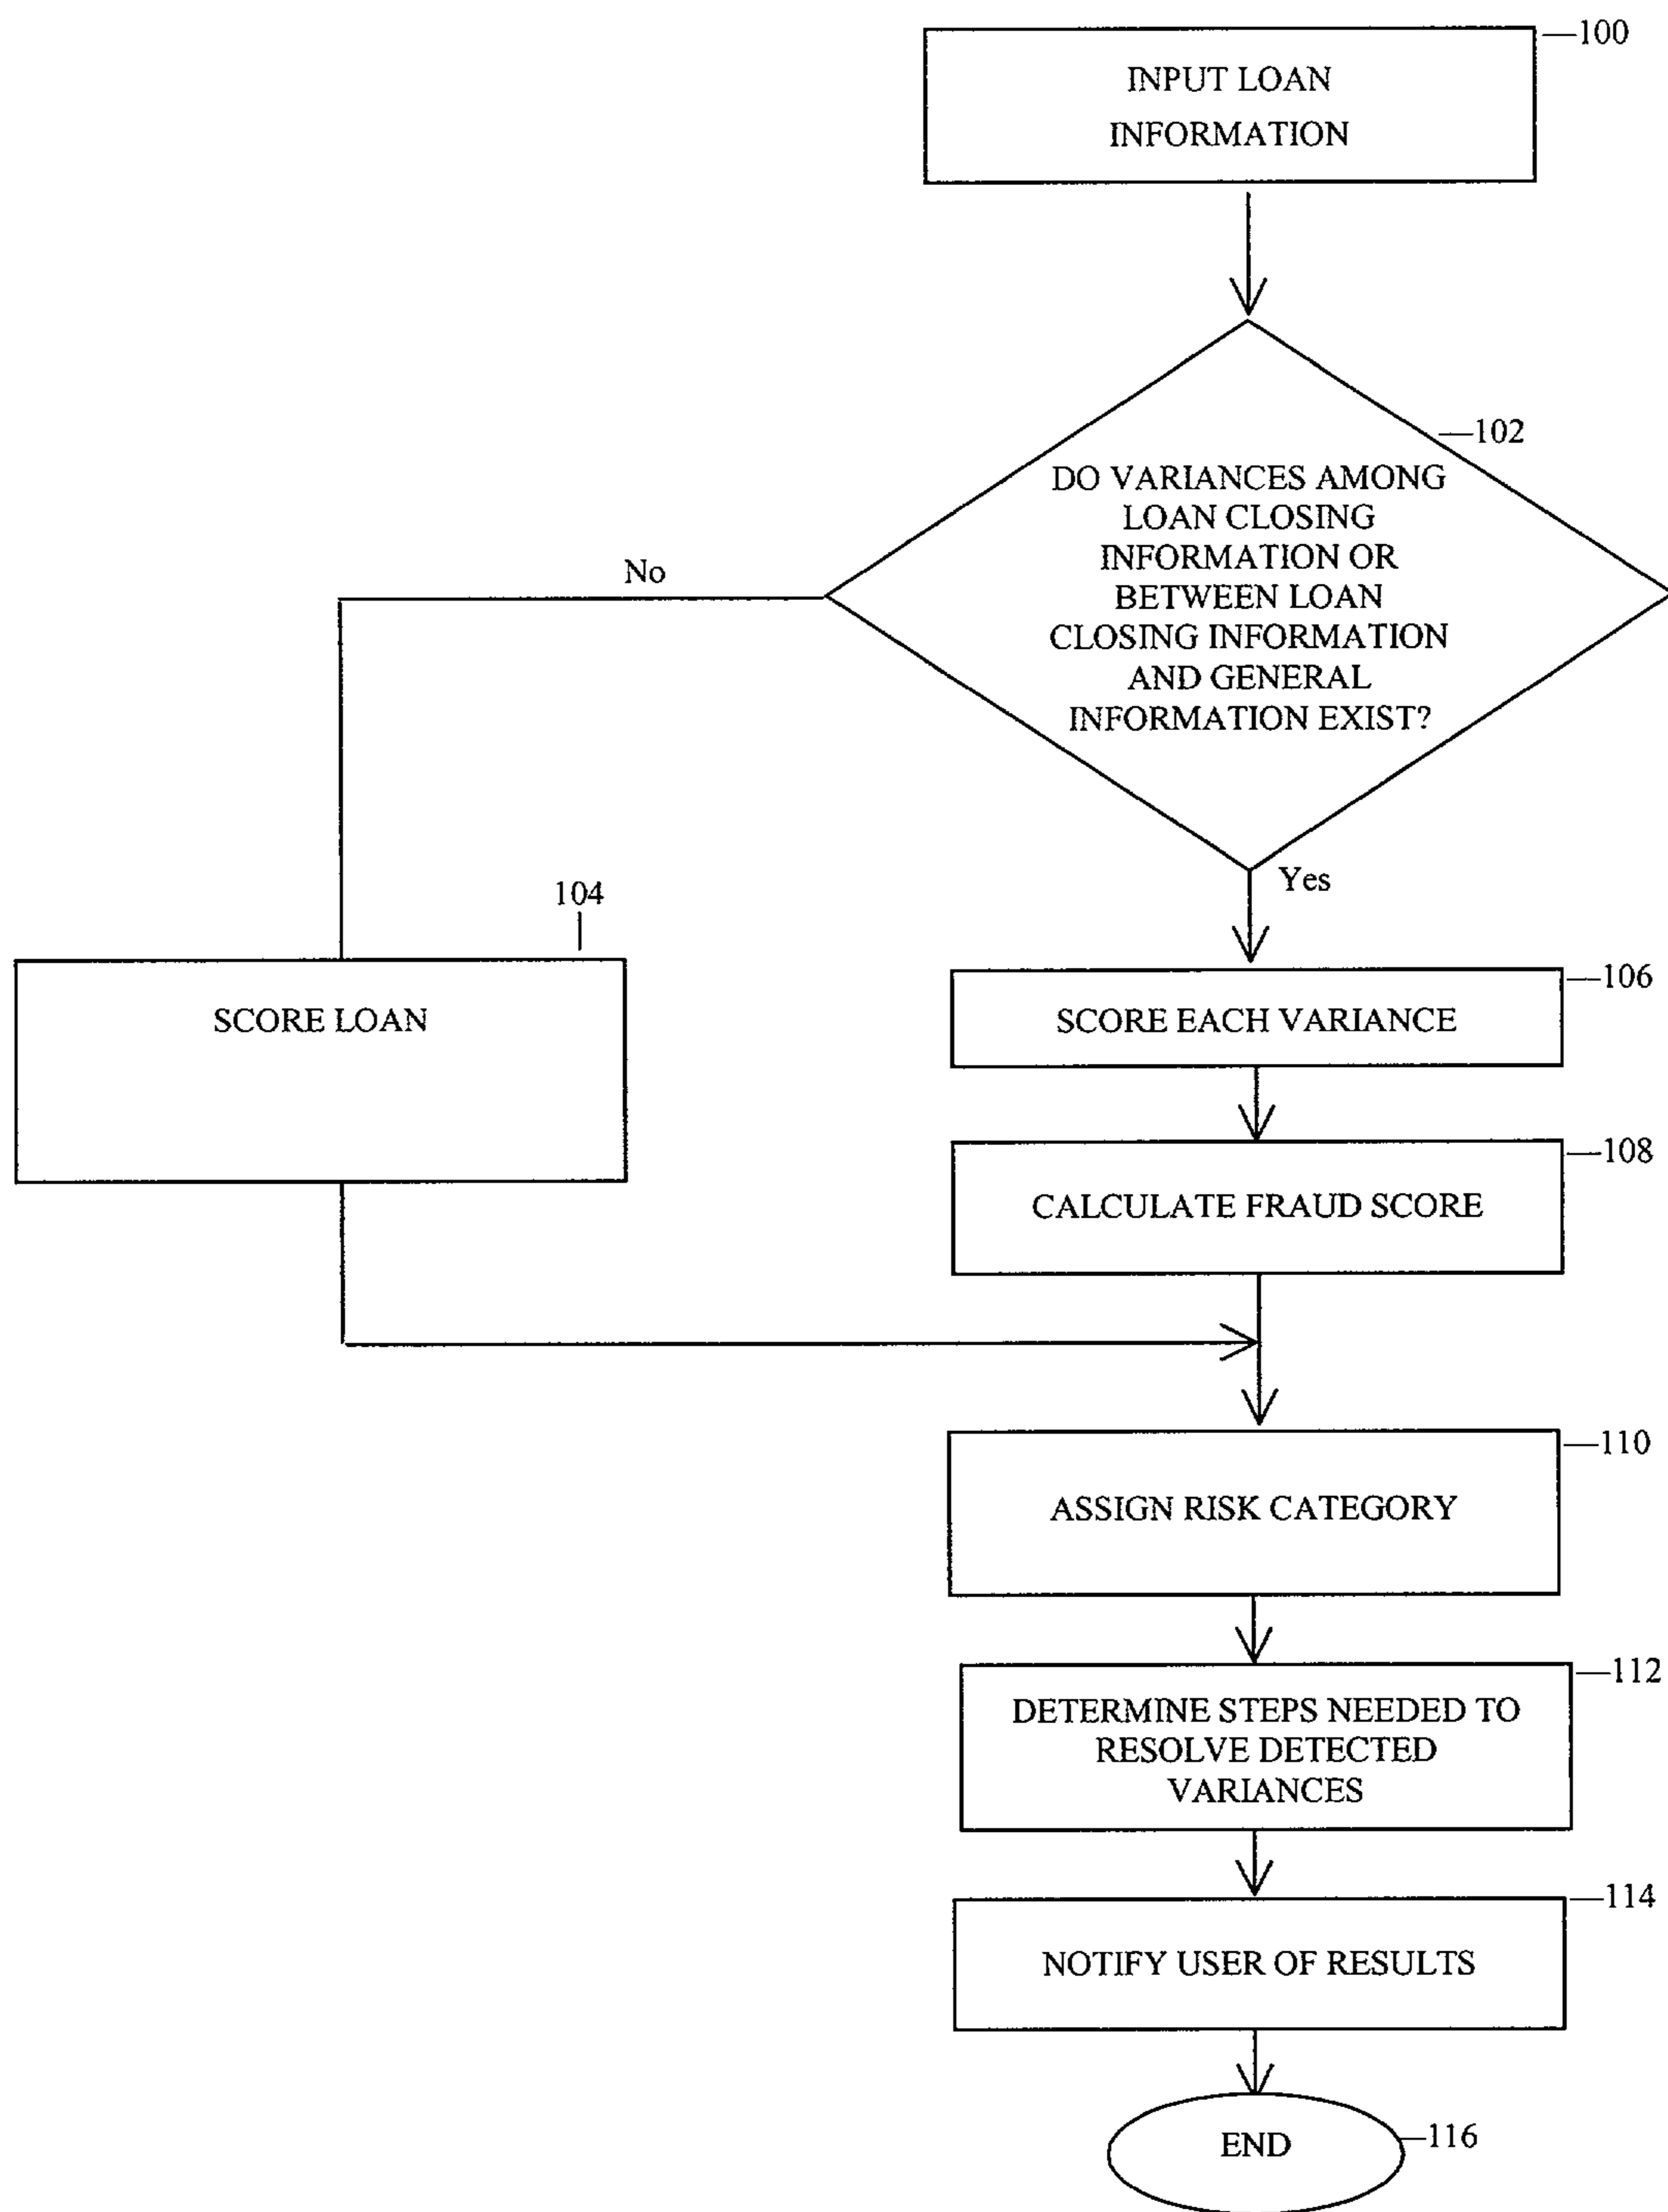 100
INPUT LOAN
INFORMATION
102
DO VARIANCES AMONG
LOAN CLOSING
INFORMATION OR
BETWEEN LOAN
CLOSING INFORMATION
AND GENERAL
INFORMATION EXIST?
No
Yes
104
SCORE LOAN
106
SCORE EACH VARIANCE
108
CALCULATE FRAUD SCORE
110
ASSIGN RISK CATEGORY
112
DETERMINE STEPS NEEDED TO
RESOLVE DETECTED
VARIANCES
114
NOTIFY USER OF RESULTS
END
116